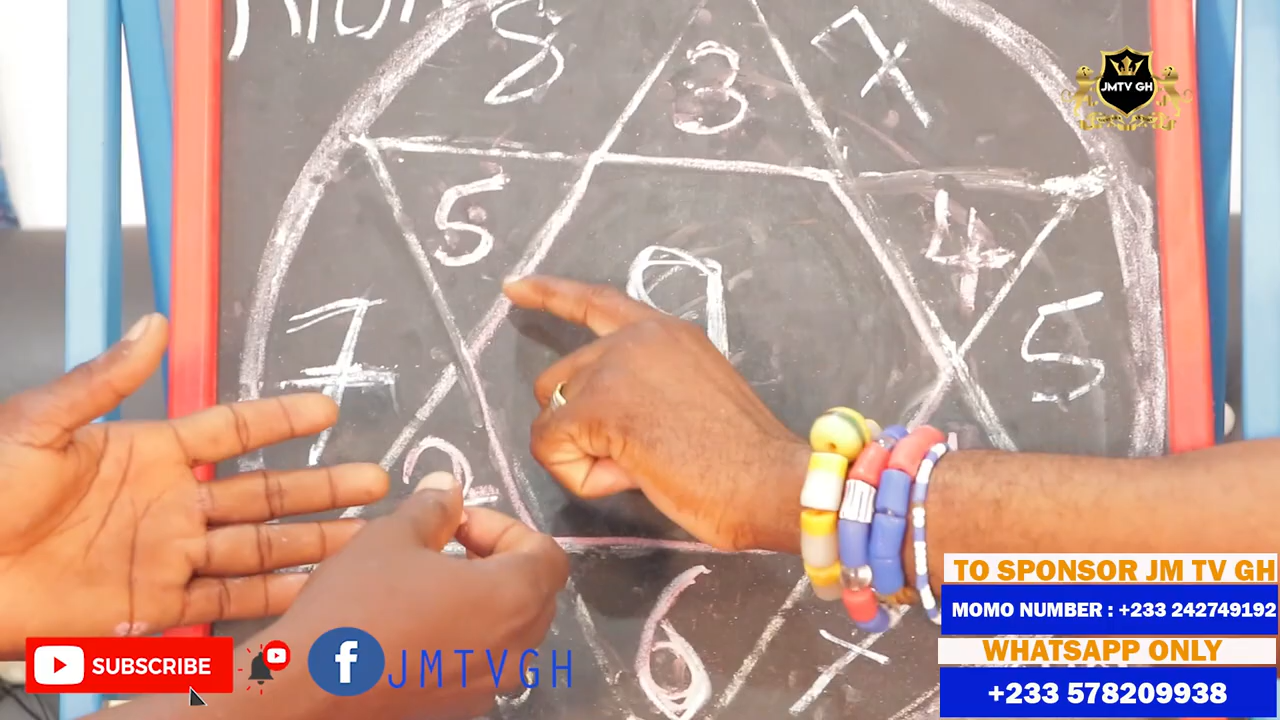 8
3
7
JMTV GH
5
4
9
7
5
2
6
7
TO SPONSOR JM TV GH
MOMO NUMBER : +233 242749192
WHATSAPP ONLY
+233 578209938
SUBSCRIBE
f JMTVGH